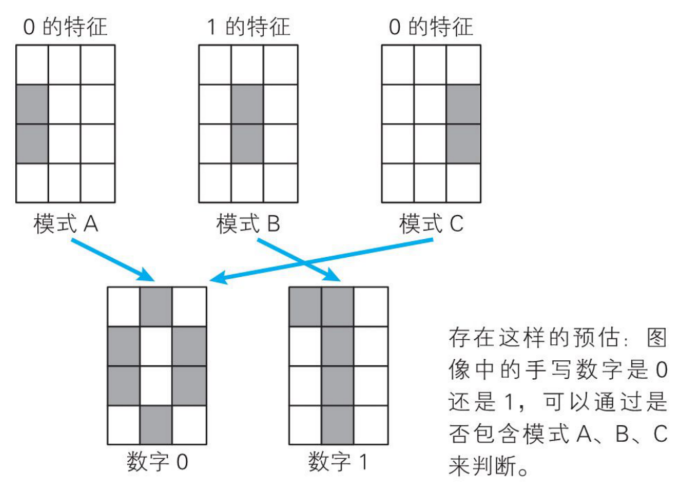 0 的特征
1 的特征
0 的特征
模式 A
模式 B
模式 C
数字 0
数字 1
存在这样的预估：图
像中的手写数字是 0
还是 1，可以通过是
否包含模式 A、B、C
来判断。